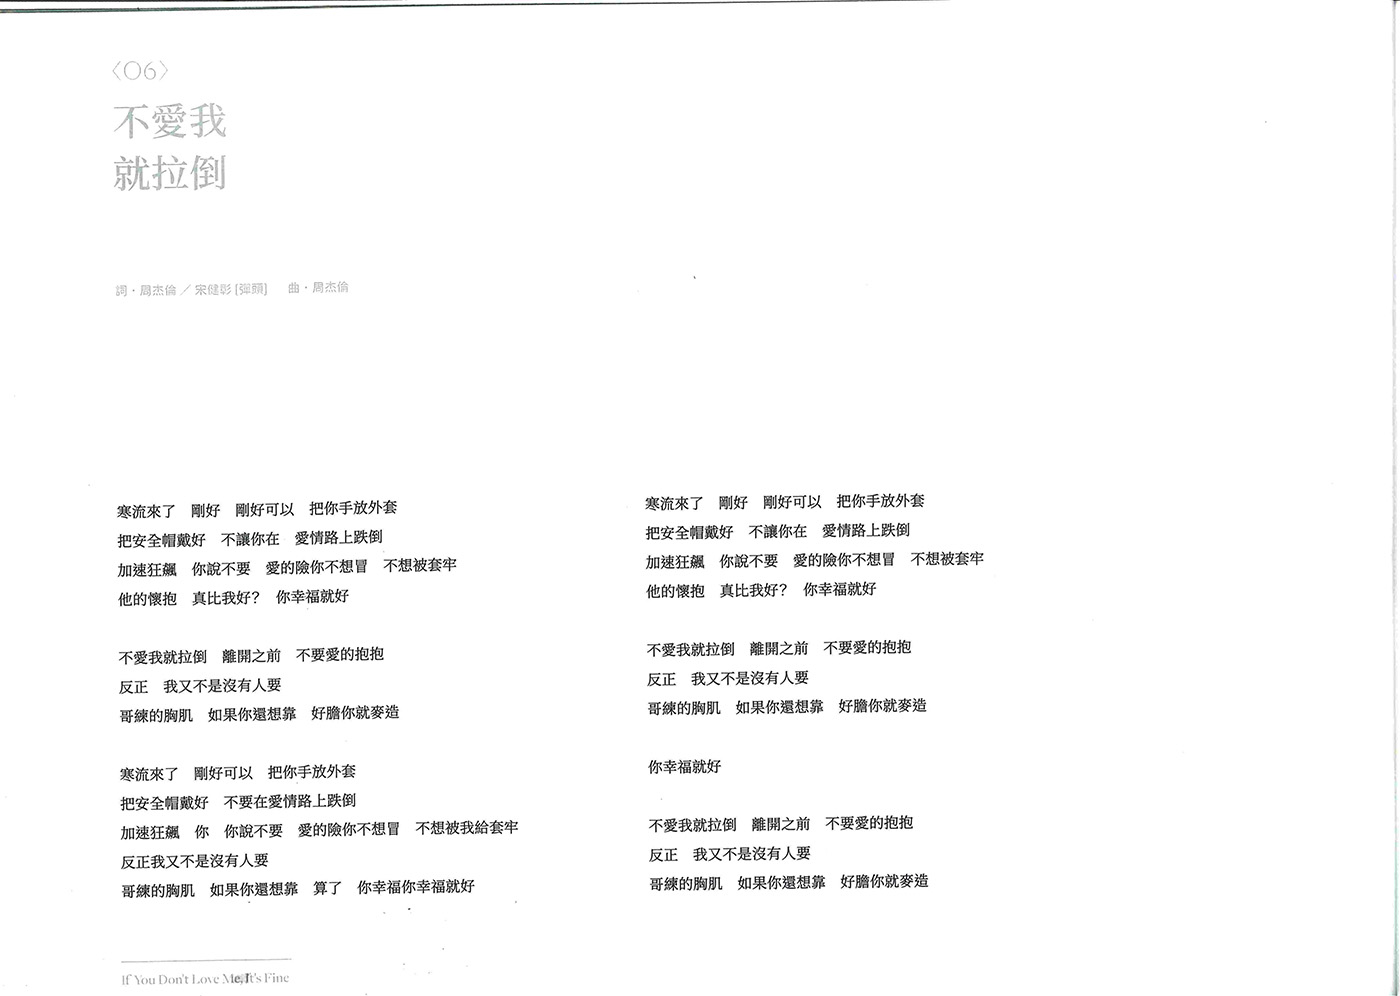 〈06〉
不愛我
就拉倒
詞・周杰倫／宋健彰(彈頭)　曲・周杰倫
寒流來了　剛好　剛好可以　把你手放外套
把安全帽戴好　不讓你在　愛情路上跌倒
加速狂飆　你說不要　愛的險你不想冒　不想被套牢
他的懷抱　真比我好？　你幸福就好
不愛我就拉倒　離開之前　不要愛的抱抱
反正　我又不是沒有人要
哥練的胸肌　如果你還想靠　好膽你就麥造
寒流來了　剛好可以　把你手放外套
把安全帽戴好　不要在愛情路上跌倒
加速狂飆　你　你說不要　愛的險你不想冒　不想被我給套牢
反正我又不是沒有人要
哥練的胸肌　如果你還想靠　算了　你幸福你幸福就好
寒流來了　剛好　剛好可以　把你手放外套
把安全帽戴好　不讓你在　愛情路上跌倒
加速狂飆　你說不要　愛的險你不想冒　不想被套牢
他的懷抱　真比我好？　你幸福就好
不愛我就拉倒　離開之前　不要愛的抱抱
反正　我又不是沒有人要
哥練的胸肌　如果你還想靠　好膽你就麥造
你幸福就好
不愛我就拉倒　離開之前　不要愛的抱抱
反正　我又不是沒有人要
哥練的胸肌　如果你還想靠　好膽你就麥造
If You Don't Love Me, It's Fine